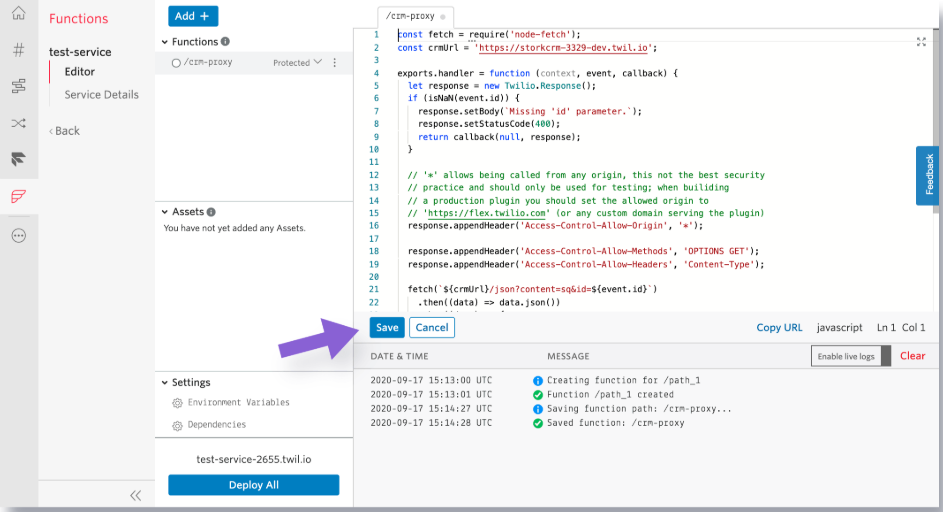 Functions
test-service
Editor
Service Details
Back
Add +
Functions
/crm-proxy Protected
Assets
You have not yet added any Assets.
Settings
Environment Variables
Dependencies
test-service-2655.twil.io
Deploy All
/crm-proxy
1 const fetch = require('node-fetch');
2 const crmUrl = 'https://storkcrm-3329-dev.twil.io';
3
4 exports.handler = function (context, event, callback) {
5 let response = new Twilio.Response();
6 if (isNaN(event.id)) {
7 response.setBody(`Missing 'id' parameter.`);
8 response.setStatusCode(400);
9 return callback(null, response);
10 }
11
12 // '*' allows being called from any origin, this not the best security
13 // practice and should only be used for testing; when builiding
14 // a production plugin you should set the allowed origin to
15 // 'https://flex.twilio.com' (or any custom domain serving the plugin)
16 response.appendHeader('Access-Control-Allow-Origin', '*');
17
18 response.appendHeader('Access-Control-Allow-Methods', 'OPTIONS GET');
19 response.appendHeader('Access-Control-Allow-Headers', 'Content-Type');
20
21 fetch(`${crmUrl}/json?content=sq&id=${event.id}`)
22 .then((data) => data.json())
Feedback
Save Cancel Copy URL javascript Ln 1 Col 1
DATE & TIME MESSAGE Enable live logs Clear
2020-09-17 15:13:00 UTC Creating function for /path_1
2020-09-17 15:13:01 UTC Function /path_1 created
2020-09-17 15:14:27 UTC Saving function path: /crm-proxy...
2020-09-17 15:14:28 UTC Saved function: /crm-proxy